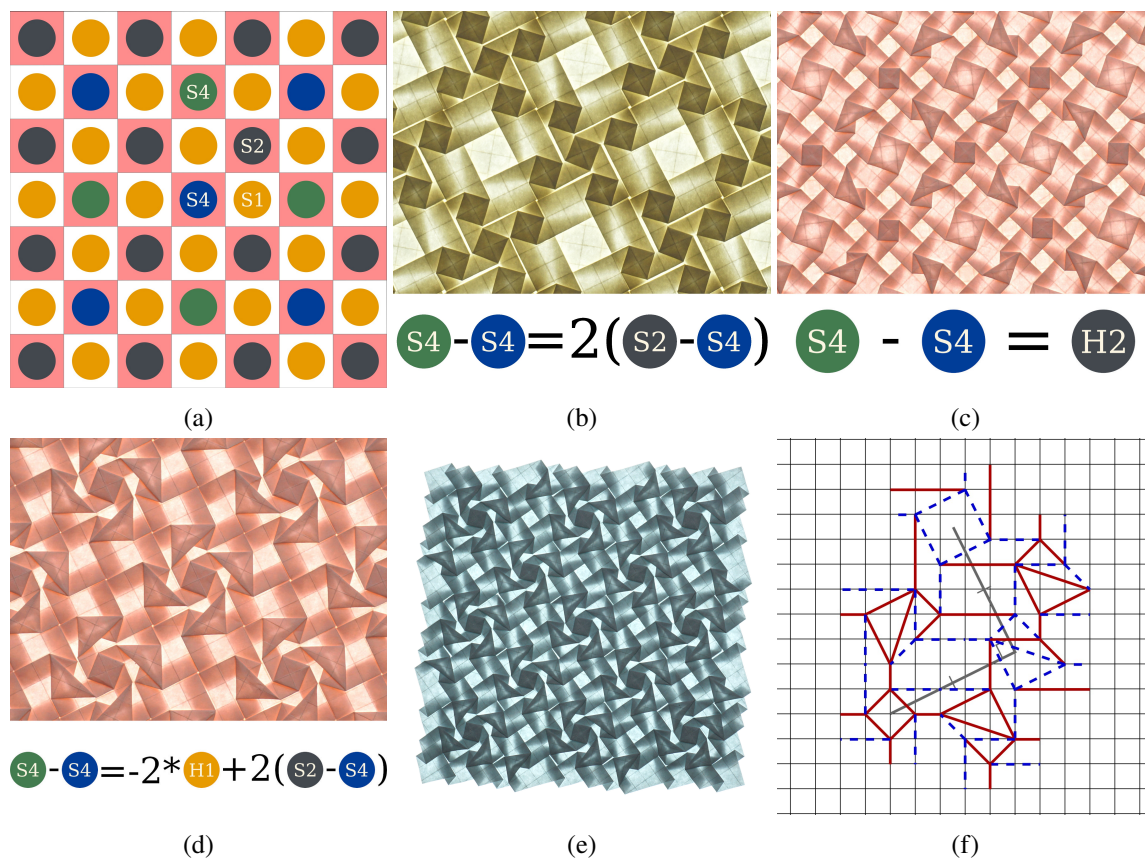 S4
S2
S4 S1
S4-S4=2(S2-S4)
S4 - S4 = H2
(a)
(b)
(c)
S4-S4=-2*H1+2(S2-S4)
(d)
(e)
(f)